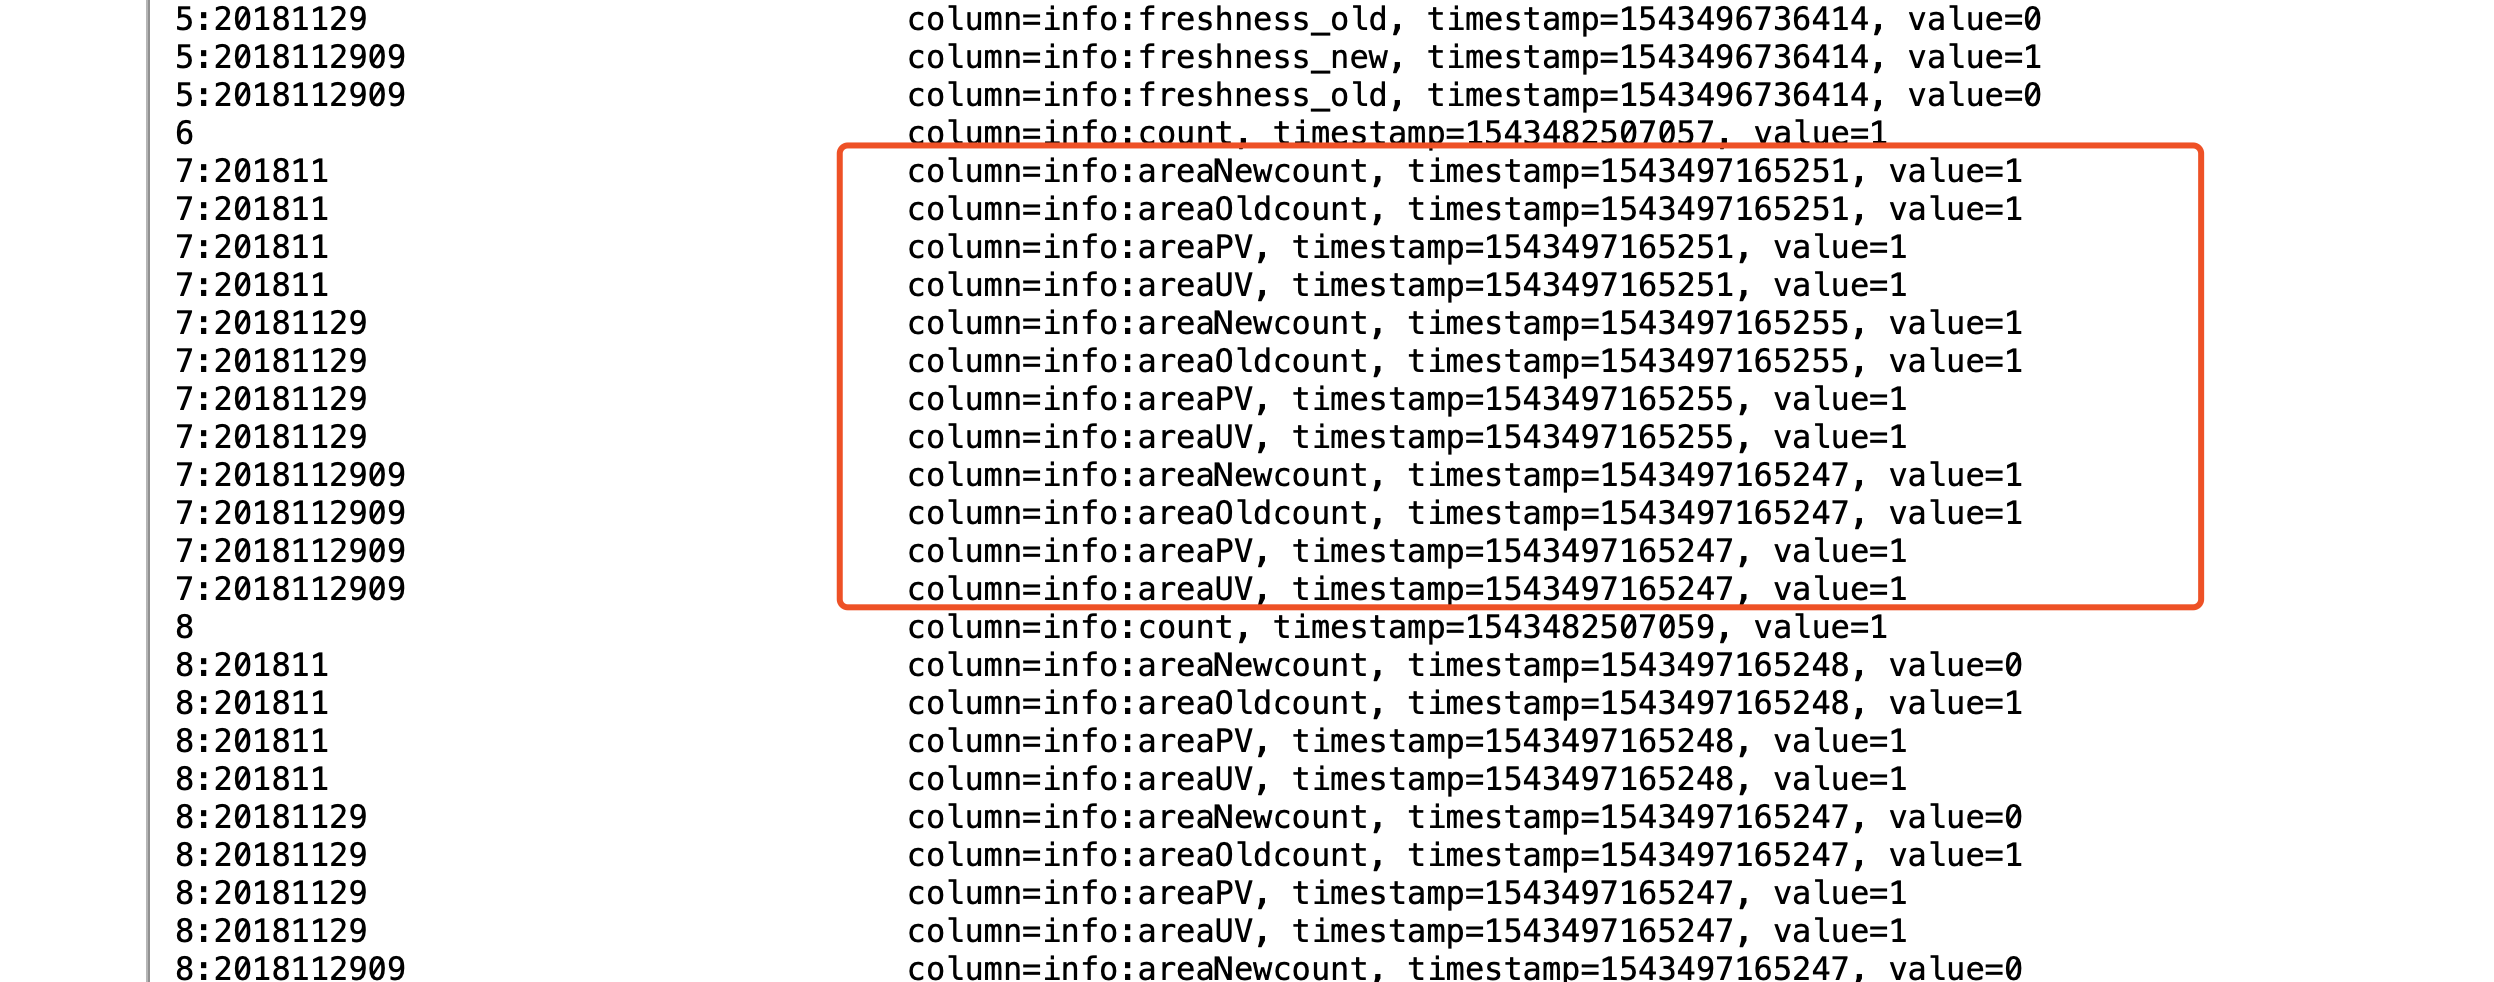 5:20181129 column=info:freshness_old, timestamp=1543496736414, value=0
5:2018112909 column=info:freshness_new, timestamp=1543496736414, value=1
5:2018112909 column=info:freshness_old, timestamp=1543496736414, value=0
6 column=info:count, timestamp=1543482507057, value=1
7:201811 column=info:areaNewcount, timestamp=1543497165251, value=1
7:201811 column=info:areaOldcount, timestamp=1543497165251, value=1
7:201811 column=info:areaPV, timestamp=1543497165251, value=1
7:201811 column=info:areaUV, timestamp=1543497165251, value=1
7:20181129 column=info:areaNewcount, timestamp=1543497165255, value=1
7:20181129 column=info:areaOldcount, timestamp=1543497165255, value=1
7:20181129 column=info:areaPV, timestamp=1543497165255, value=1
7:20181129 column=info:areaUV, timestamp=1543497165255, value=1
7:2018112909 column=info:areaNewcount, timestamp=1543497165247, value=1
7:2018112909 column=info:areaOldcount, timestamp=1543497165247, value=1
7:2018112909 column=info:areaPV, timestamp=1543497165247, value=1
7:2018112909 column=info:areaUV, timestamp=1543497165247, value=1
8 column=info:count, timestamp=1543482507059, value=1
8:201811 column=info:areaNewcount, timestamp=1543497165248, value=0
8:201811 column=info:areaOldcount, timestamp=1543497165248, value=1
8:201811 column=info:areaPV, timestamp=1543497165248, value=1
8:201811 column=info:areaUV, timestamp=1543497165248, value=1
8:20181129 column=info:areaNewcount, timestamp=1543497165247, value=0
8:20181129 column=info:areaOldcount, timestamp=1543497165247, value=1
8:20181129 column=info:areaPV, timestamp=1543497165247, value=1
8:20181129 column=info:areaUV, timestamp=1543497165247, value=1
8:2018112909 column=info:areaNewcount, timestamp=1543497165247, value=0